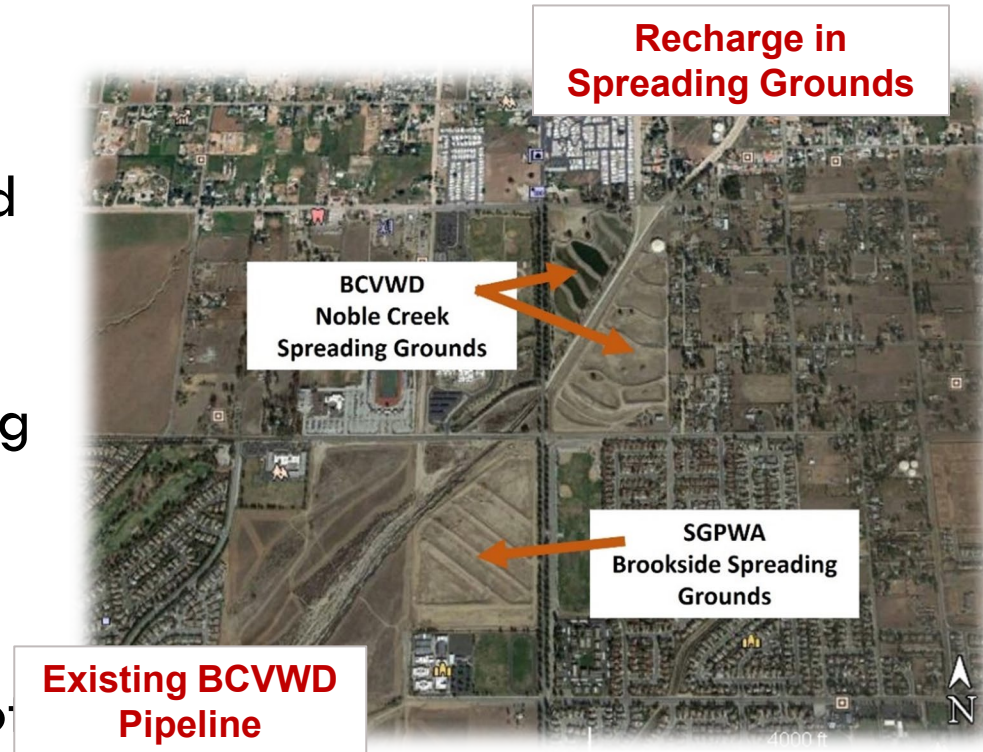 Recharge in
Spreading Grounds
BCVWD
Noble Creek
Spreading Grounds
SGPWA
Brookside Spreading
Grounds
Existing BCVWD
Pipeline
N
4000 ft